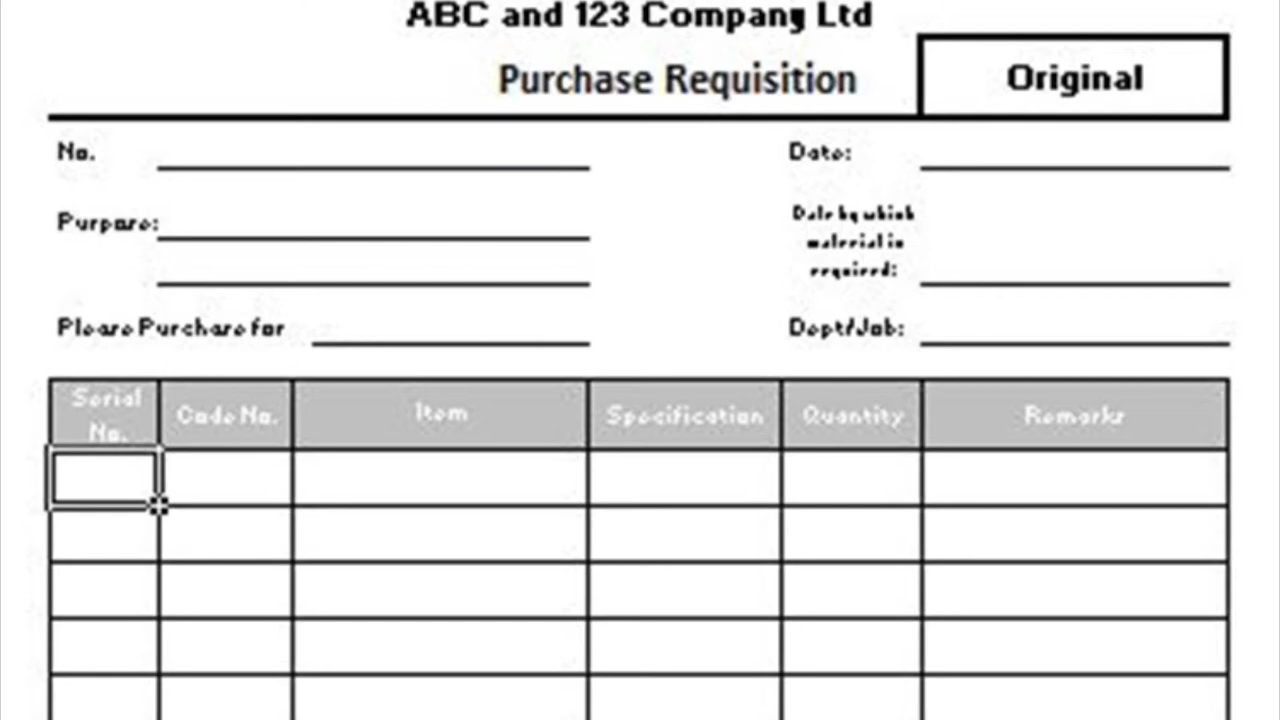 ABC and 123 Company Ltd
Purchase Requisition
Original
No.
Date:
Purpose:
Date by which
material is
required:
Please Purchase for
Dept/Job:
Serial
No.
Code No.
Item
Specification
Quantity
Remarks